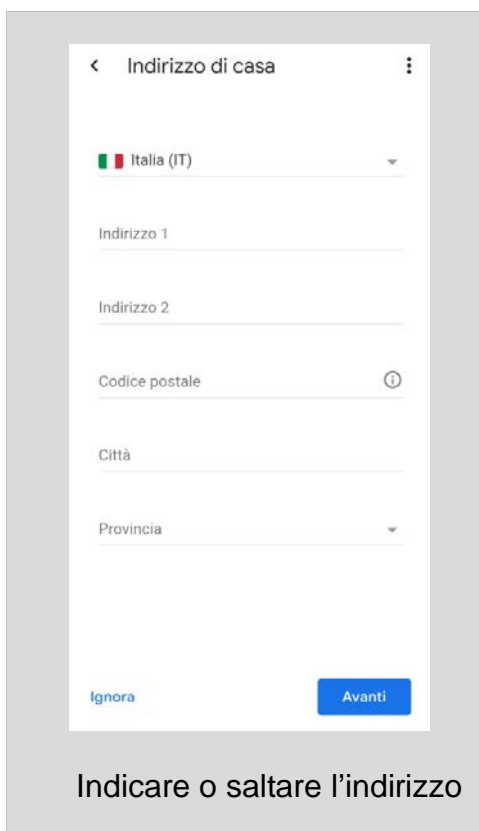 Indirizzo di casa
Italia (IT)
Indirizzo 1
Indirizzo 2
Codice postale
Città
Provincia
Ignora Avanti
Indicare o saltare l’indirizzo